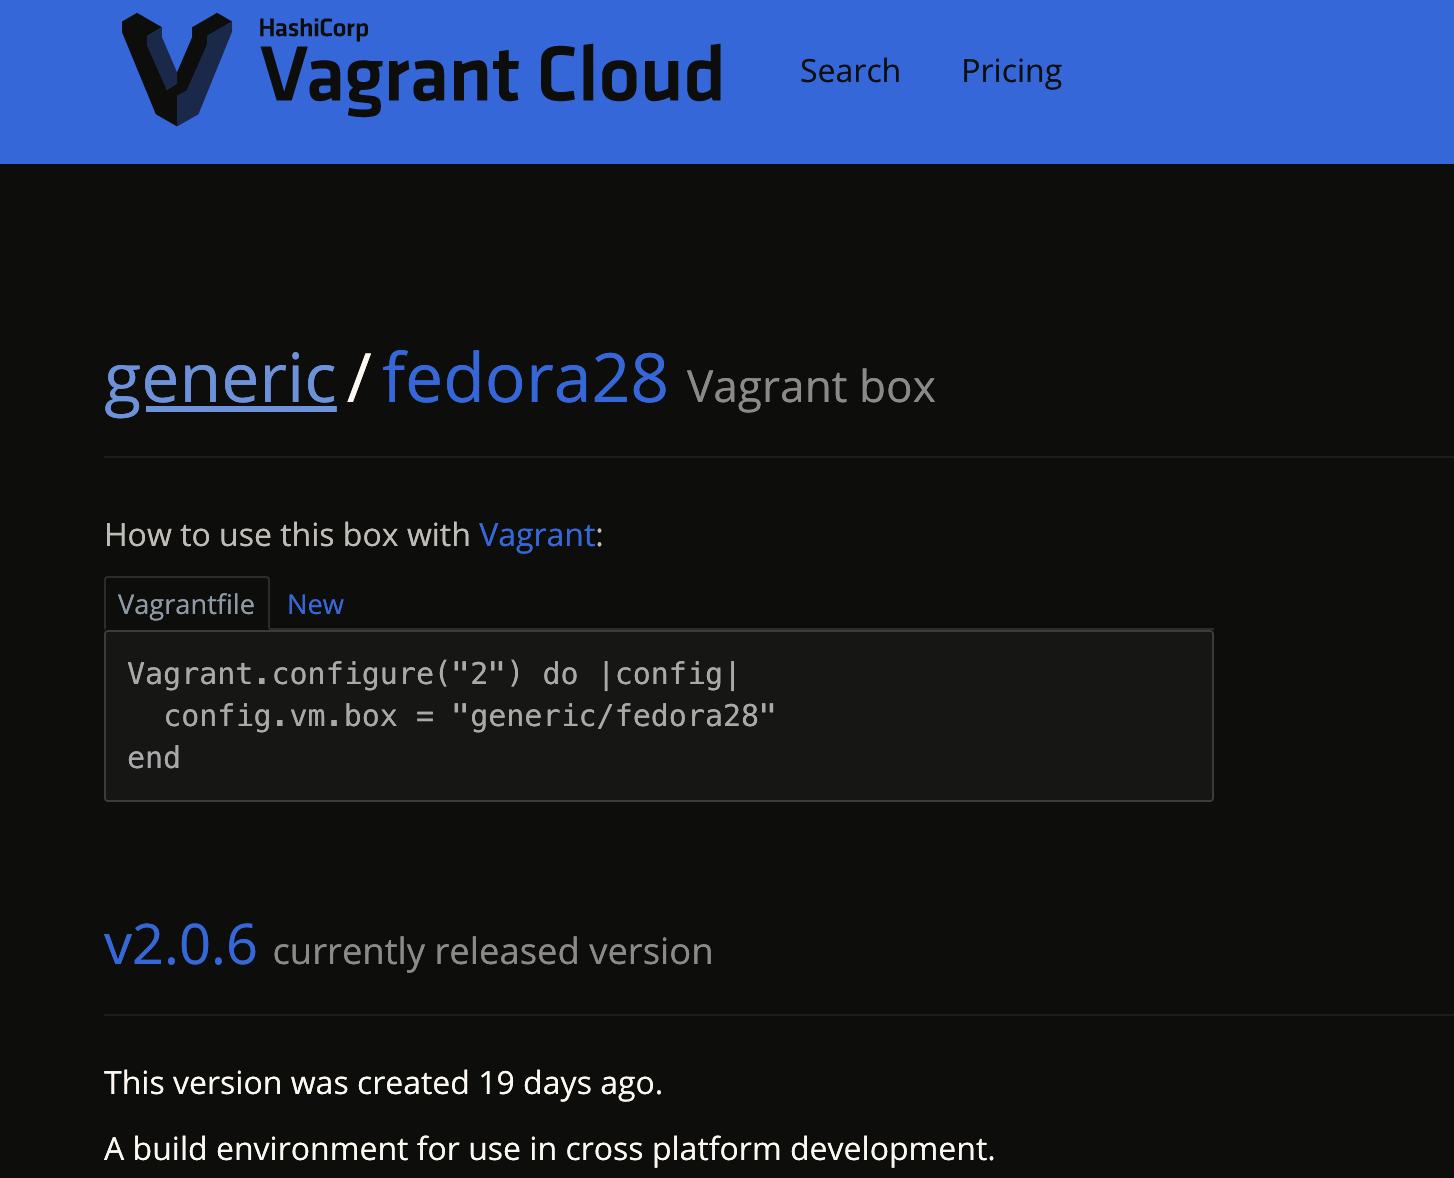 HashiCorp
Vagrant Cloud
Search Pricing
generic/fedora28 Vagrant box
How to use this box with Vagrant:
Vagrantfile New
Vagrant.configure("2") do |config|
  config.vm.box = "generic/fedora28"
end
v2.0.6 currently released version
This version was created 19 days ago.
A build environment for use in cross platform development.